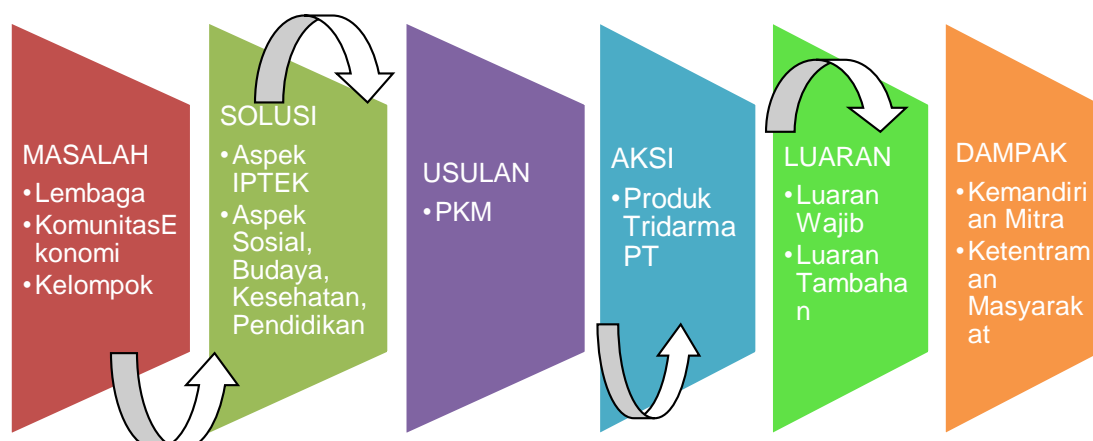 MASALAH
•Lembaga
•KomunitasE
konomi
•Kelompok
SOLUSI
•Aspek
IPTEK
•Aspek
Sosial,
Budaya,
Kesehatan,
Pendidikan
USULAN
•PKM
AKSI
•Produk
Tridarma
PT
LUARAN
•Luaran
Wajib
•Luaran
Tambaha
n
DAMPAK
•Kemandiri
an Mitra
•Ketentram
an
Masyarak
at